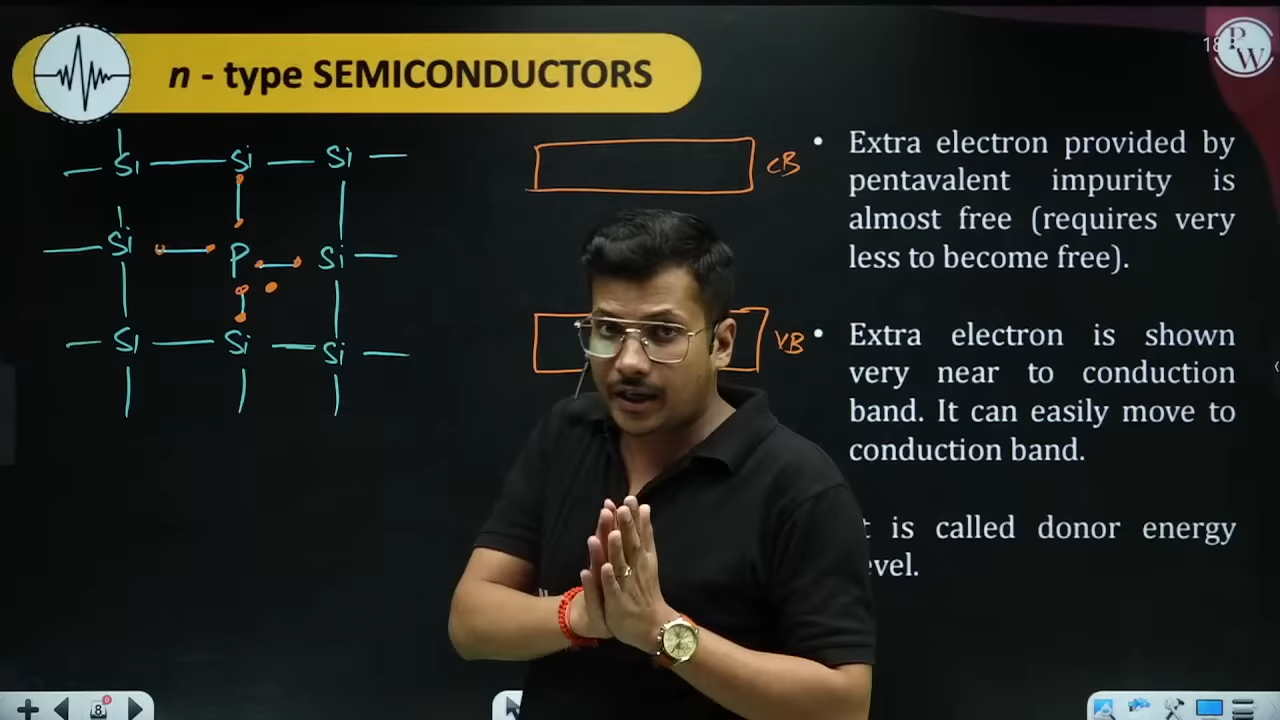 n - type SEMICONDUCTORS
PW
Si Si Si
Si P Si
Si Si Si
CB
VB
• Extra electron provided by
pentavalent impurity is
almost free (requires very
less to become free).
• Extra electron is shown
very near to conduction
band. It can easily move to
conduction band.
is called donor energy
8